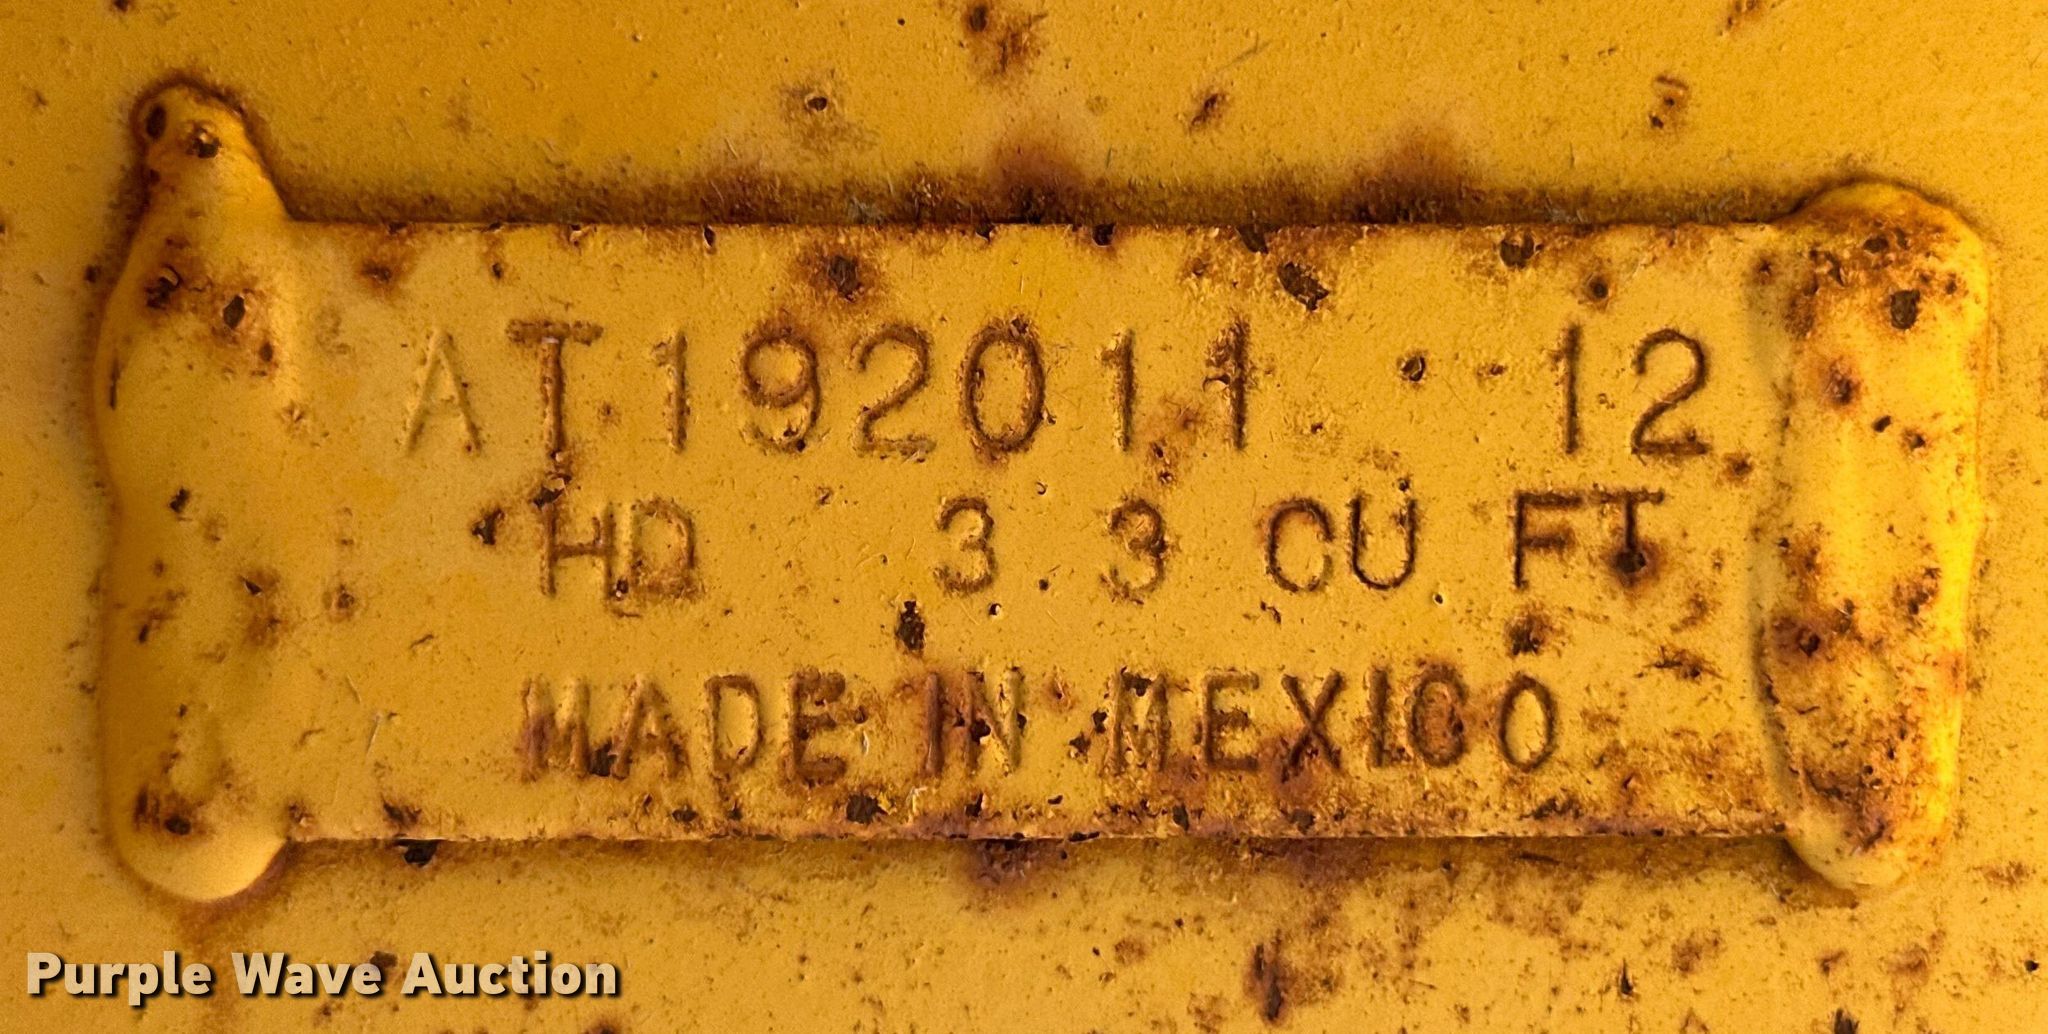 AT192011 12
HD 3.3 CU FT
MADE IN MEXICO
Purple Wave Auction